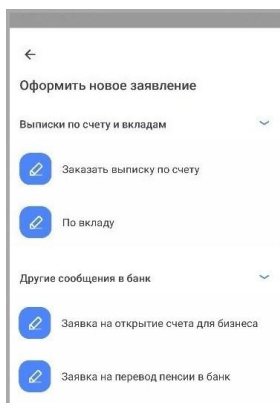 Оформить новое заявление
Выписки по счету и вкладам
Заказать выписку по счету
По вкладу
Другие сообщения в банк
Заявка на открытие счета для бизнеса
Заявка на перевод пенсии в банк